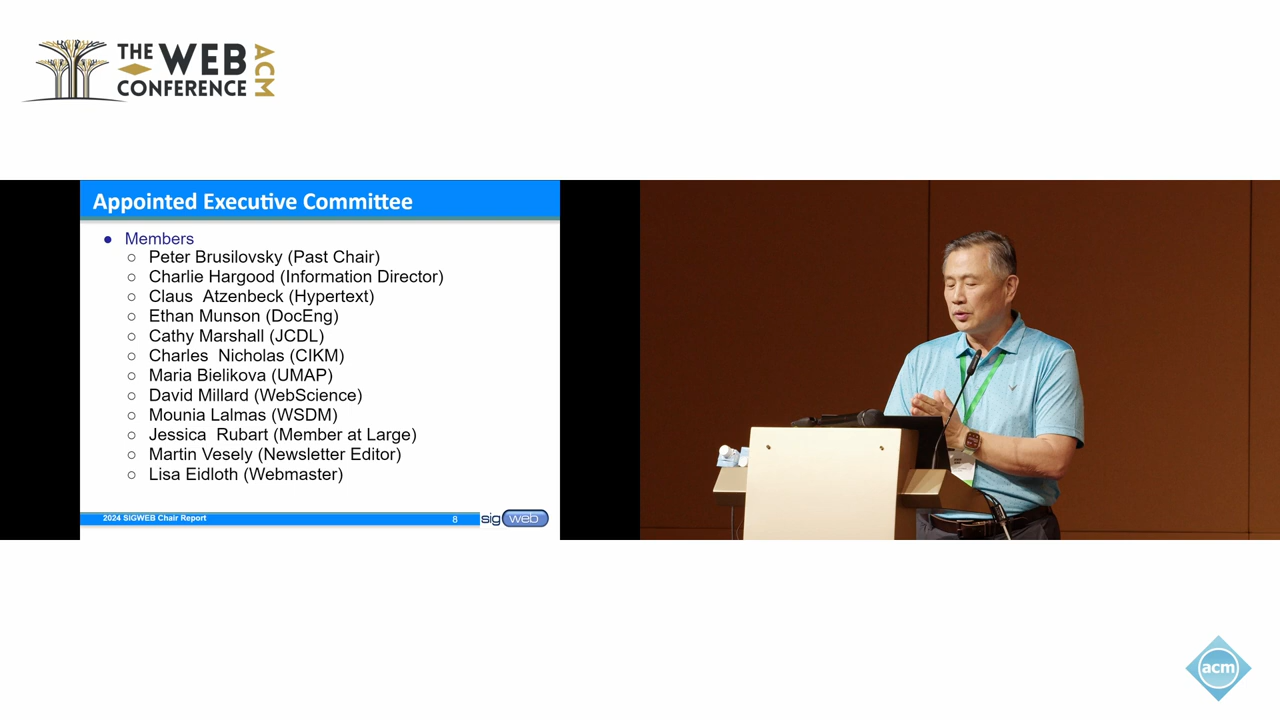 THE WEB
CONFERENCE
ACM
Appointed Executive Committee
Members
Peter Brusilovsky (Past Chair)
Charlie Hargood (Information Director)
Claus Atzenbeck (Hypertext)
Ethan Munson (DocEng)
Cathy Marshall (JCDL)
Charles Nicholas (CIKM)
Maria Bielikova (UMAP)
David Millard (WebScience)
Mounia Lalmas (WSDM)
Jessica Rubart (Member at Large)
Martin Vesely (Newsletter Editor)
Lisa Eidloth (Webmaster)
2024 SIGWEB Chair Report
8
sig web
acm